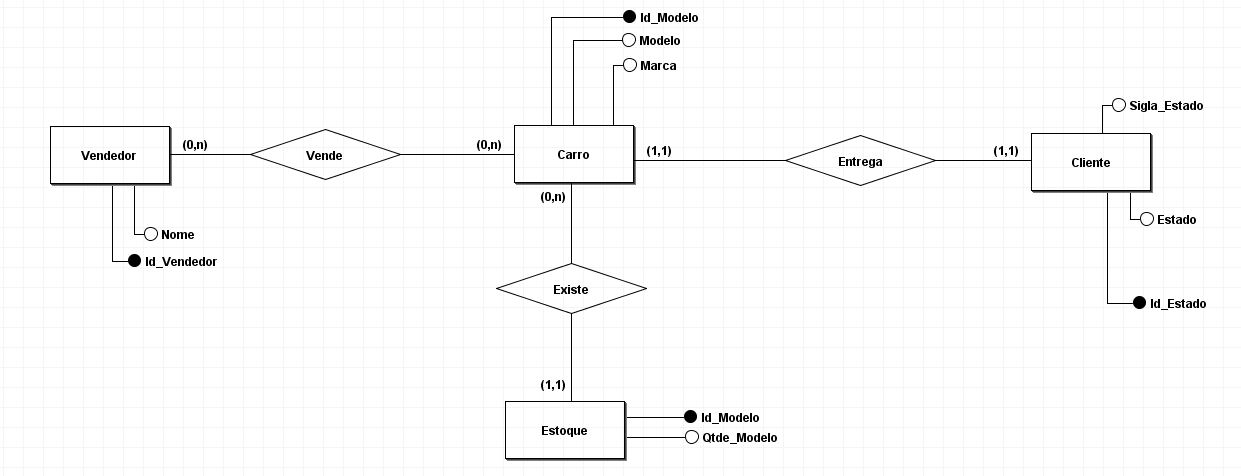 Id_Modelo
Modelo
Marca
Sigla_Estado
Vendedor
(0,n)
Vende
(0,n)
Carro
(1,1)
Entrega
(1,1)
Cliente
(0,n)
Estado
Nome
Id_Vendedor
Existe
Id_Estado
(1,1)
Estoque
Id_Modelo
Qtde_Modelo